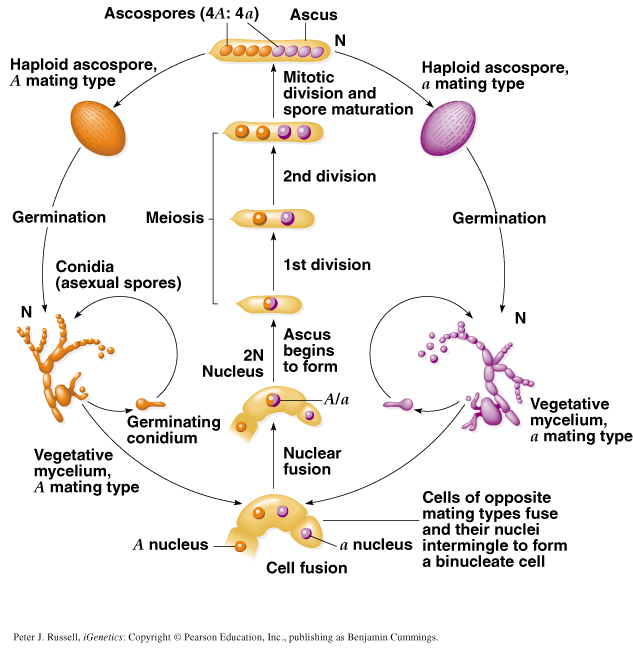 Ascospores (4A: 4a)
Ascus
N
Haploid ascospore,
A mating type
Haploid ascospore,
a mating type
Mitotic
division and
spore maturation
2nd division
Germination
Meiosis
Germination
1st division
Conidia
(asexual spores)
N
N
Ascus
begins
to form
2N
Nucleus
A/a
Germinating
conidium
Vegetative
mycelium,
a mating type
Vegetative
mycelium,
A mating type
Nuclear
fusion
Cells of opposite
mating types fuse
and their nuclei
intermingle to form
a binucleate cell
A nucleus
a nucleus
Cell fusion
Peter J. Russell, iGenetics: Copyright © Pearson Education, Inc., publishing as Benjamin Cummings.